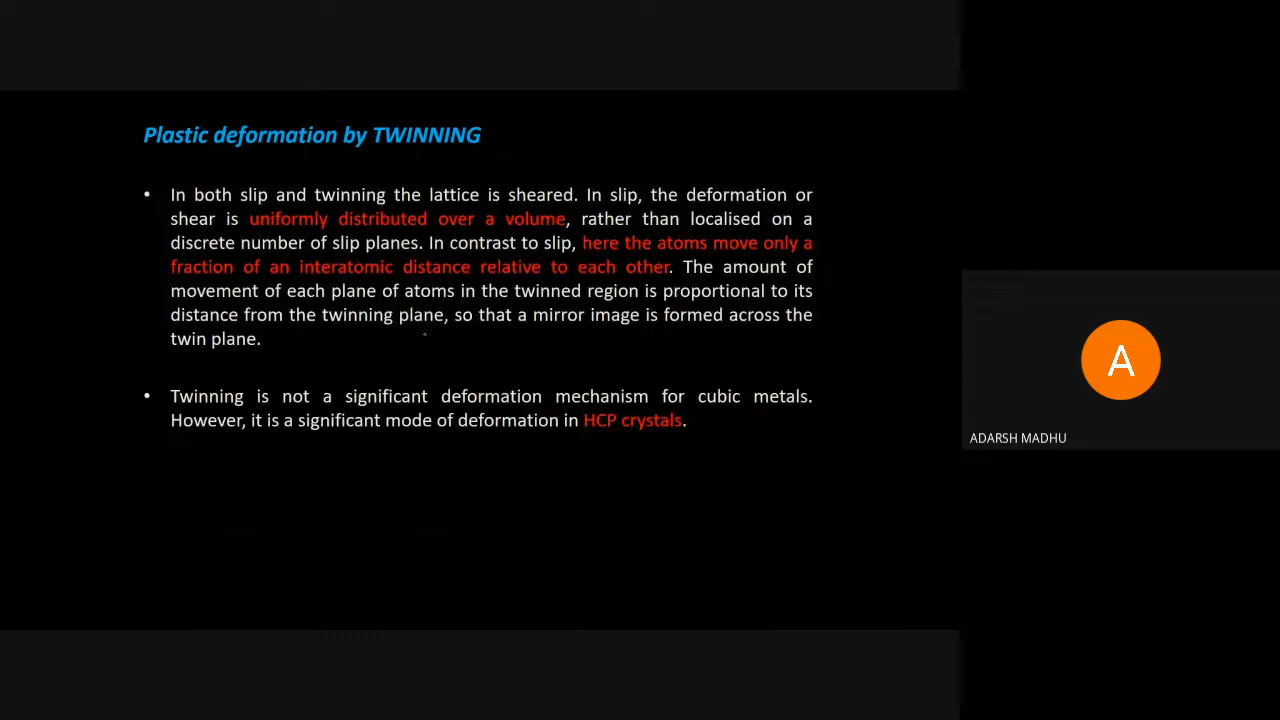 Plastic deformation by TWINNING
• In both slip and twinning the lattice is sheared. In slip, the deformation or
shear is uniformly distributed over a volume, rather than localised on a
discrete number of slip planes. In contrast to slip, here the atoms move only a
fraction of an interatomic distance relative to each other. The amount of
movement of each plane of atoms in the twinned region is proportional to its
distance from the twinning plane, so that a mirror image is formed across the
twin plane.
• Twinning is not a significant deformation mechanism for cubic metals.
However, it is a significant mode of deformation in HCP crystals.
A
ADARSH MADHU